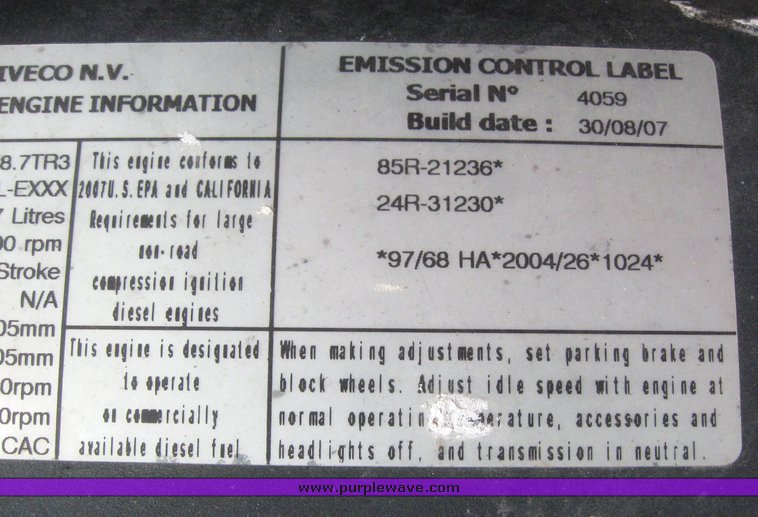 IVECO N.V.
ENGINE INFORMATION
EMISSION CONTROL LABEL
Serial Nº 4059
Build date : 30/08/07
8.7TR3
L-EXXX
7 Litres
00 rpm
Stroke
N/A
05mm
05mm
0rpm
0rpm
CAC
This engine conforms to
2007U.S.EPA and CALIFORNIA
Requirements for large
non-road
compression ignition
diesel engines
This engine is designated
to operate
on commercially
available diesel fuel
85R-21236*
24R-31230*
*97/68 HA*2004/26*1024*
When making adjustments, set parking brake and
block wheels. Adjust idle speed with engine at
normal accessories and
headlights off, and transmission in neutral.
www.purplewave.com